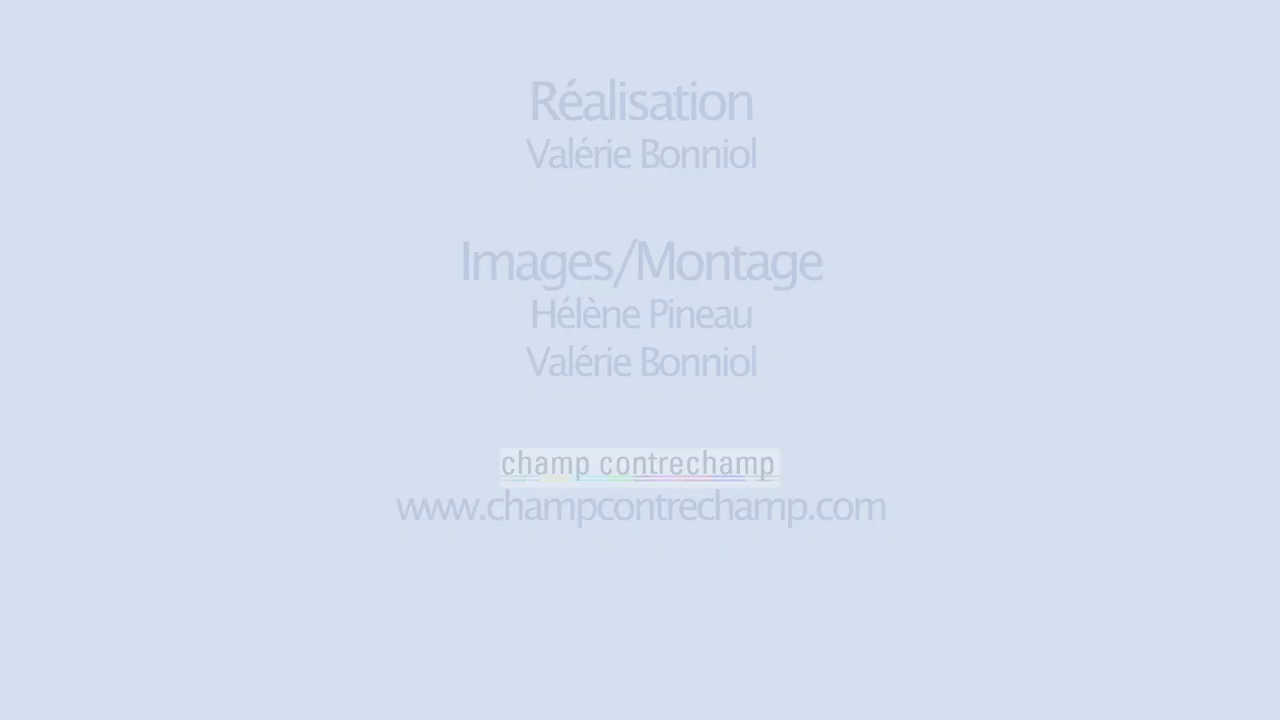 Réalisation
Valérie Bonniol
Images/Montage
Hélène Pineau
Valérie Bonniol
champ contrechamp
www.champcontrechamp.com